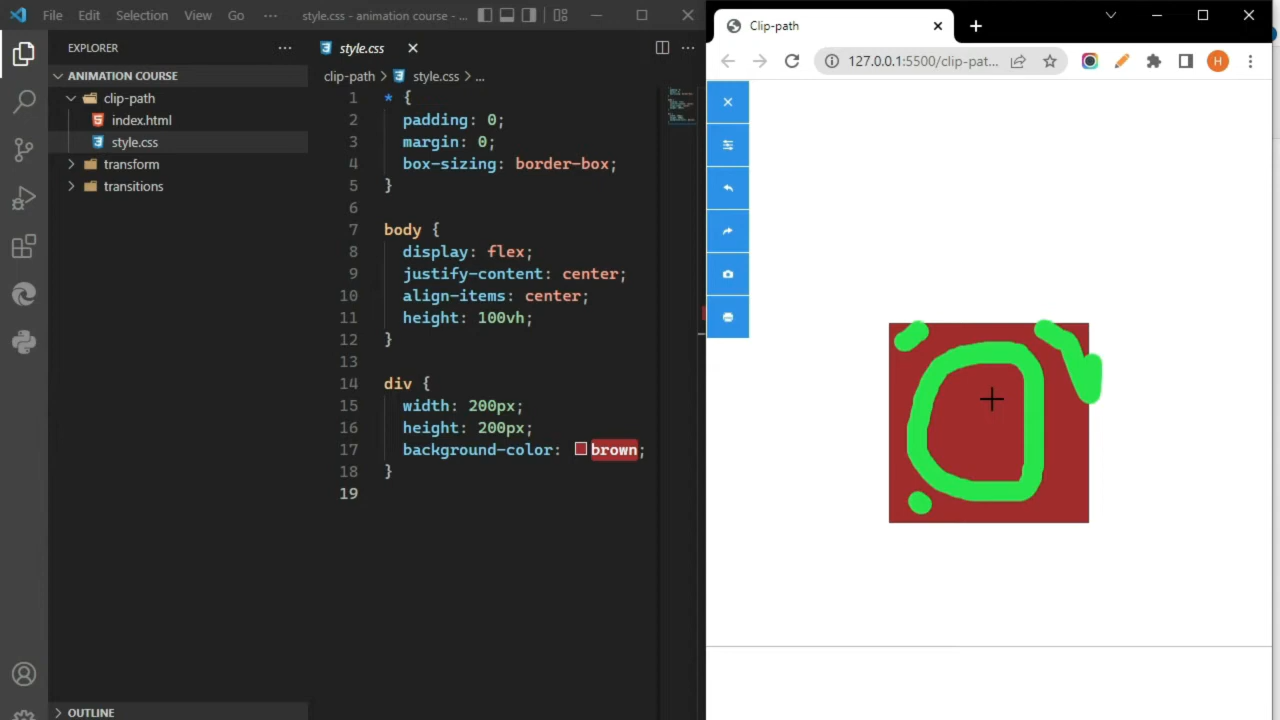 File Edit Selection View Go ··· style.css - animation course - ...
EXPLORER ···
ANIMATION COURSE
clip-path
index.html
style.css
transform
transitions
OUTLINE
style.css
clip-path > style.css > ...
1 * {
2 padding: 0;
3 margin: 0;
4 box-sizing: border-box;
5 }
6
7 body {
8 display: flex;
9 justify-content: center;
10 align-items: center;
11 height: 100vh;
12 }
13
14 div {
15 width: 200px;
16 height: 200px;
17 background-color: brown;
18 }
19
Clip-path
127.0.0.1:5500/clip-pat...
H